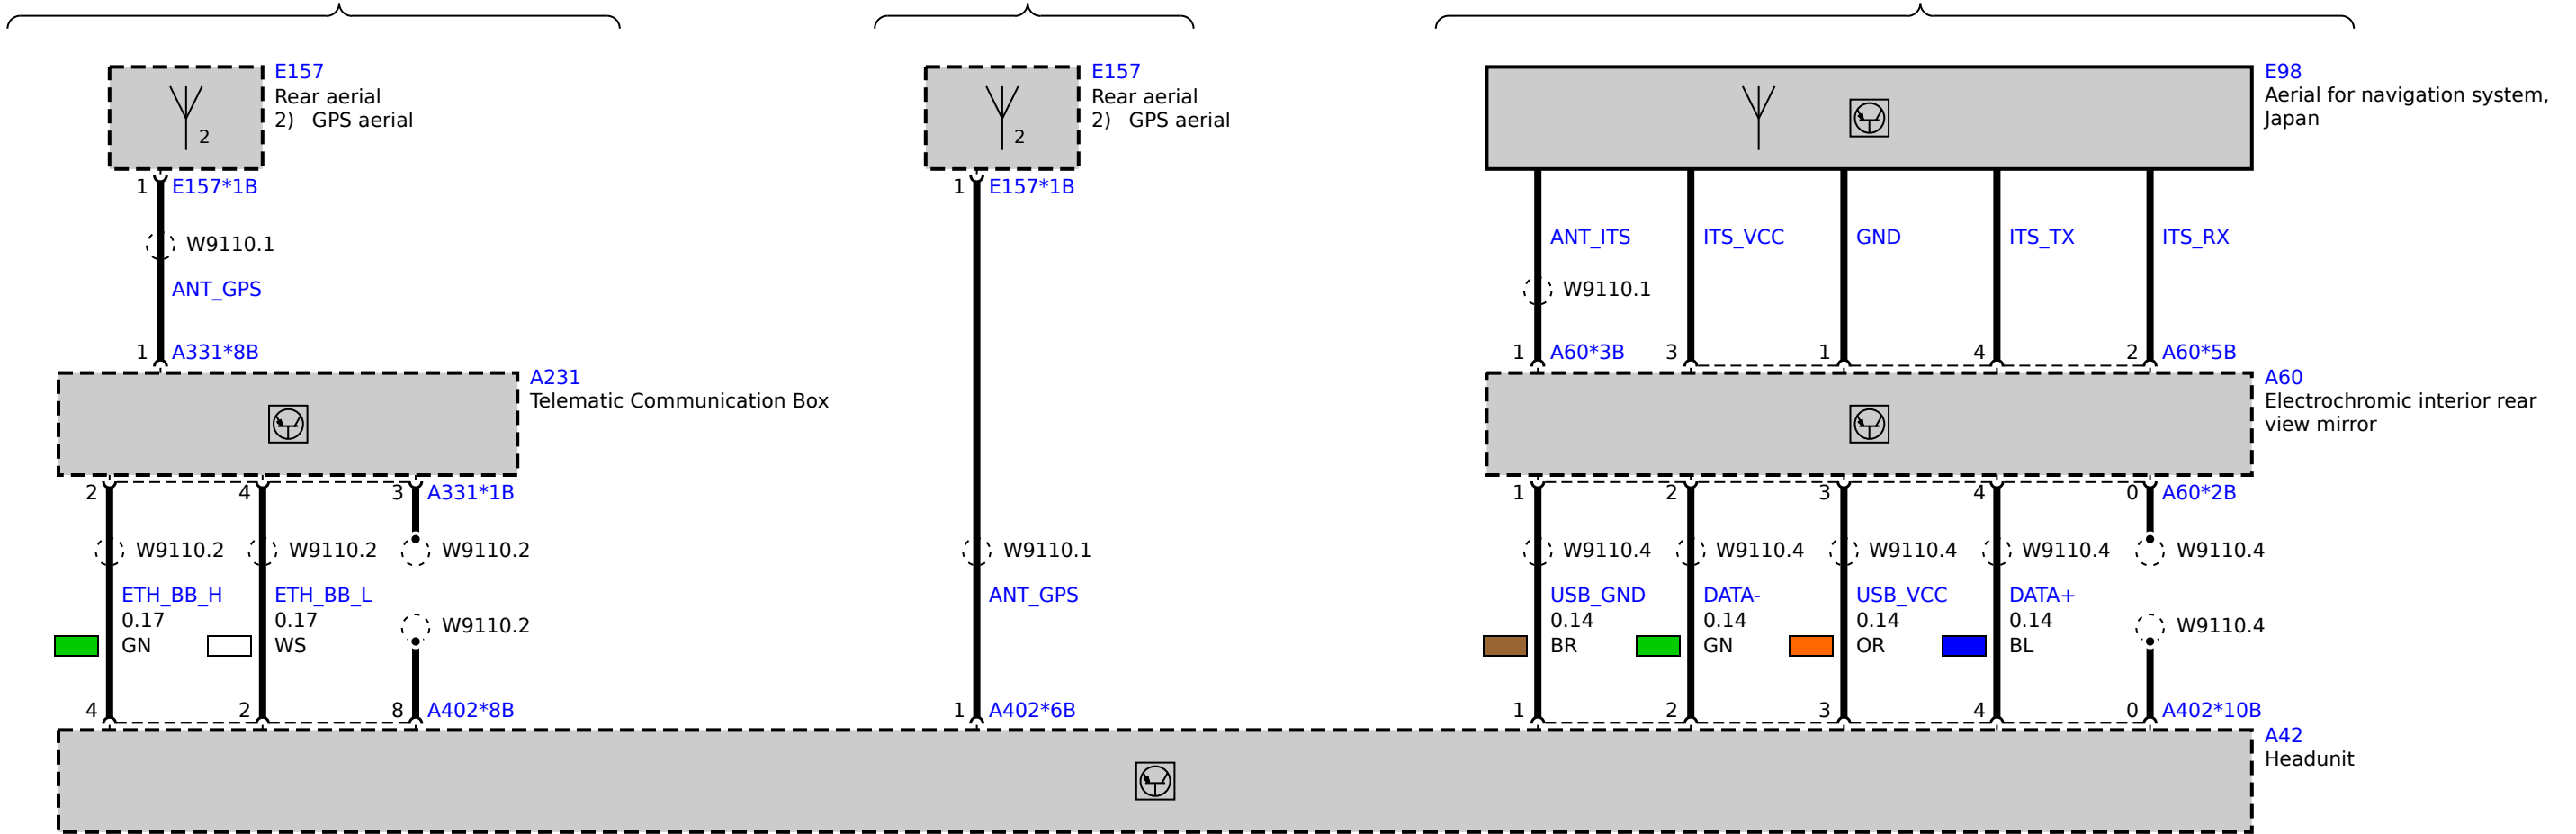 E157
Rear aerial
2) GPS aerial
2
E157
Rear aerial
2) GPS aerial
2
E98
Aerial for navigation system,
Japan
1 E157*1B
1 E157*1B
W9110.1
ANT_GPS
ANT_ITS ITS_VCC GND ITS_TX ITS_RX
W9110.1
1 A331*8B
1 A60*3B 3 1 4 2 A60*5B
A231
Telematic Communication Box
A60
Electrochromic interior rear
view mirror
2 4 3 A331*1B
1 2 3 4 0 A60*2B
W9110.2 W9110.2 W9110.2
W9110.1
W9110.4 W9110.4 W9110.4 W9110.4 W9110.4
ETH_BB_H
0.17
GN
ETH_BB_L
0.17
WS
W9110.2
ANT_GPS
USB_GND
0.14
BR
DATA-
0.14
GN
USB_VCC
0.14
OR
DATA+
0.14
BL
W9110.4
4 2 8 A402*8B
1 A402*6B
1 2 3 4 0 A402*10B
A42
Headunit